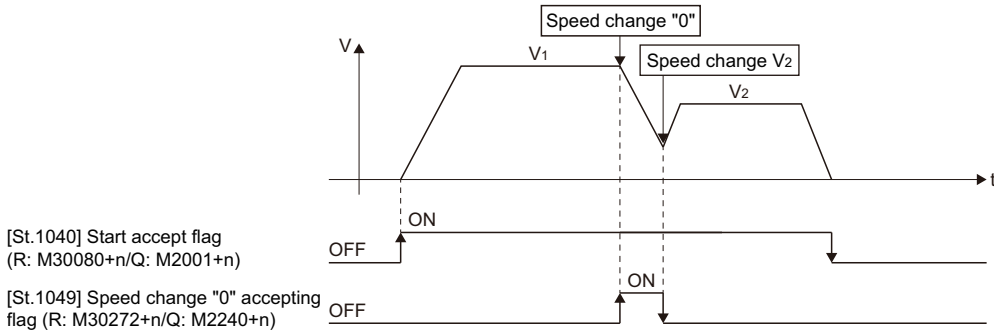 Speed change "0"
V
V1
Speed change V2
V2
t
ON
[St.1040] Start accept flag
(R: M30080+n/Q: M2001+n)
OFF
ON
[St.1049] Speed change "0" accepting
flag (R: M30272+n/Q: M2240+n)
OFF